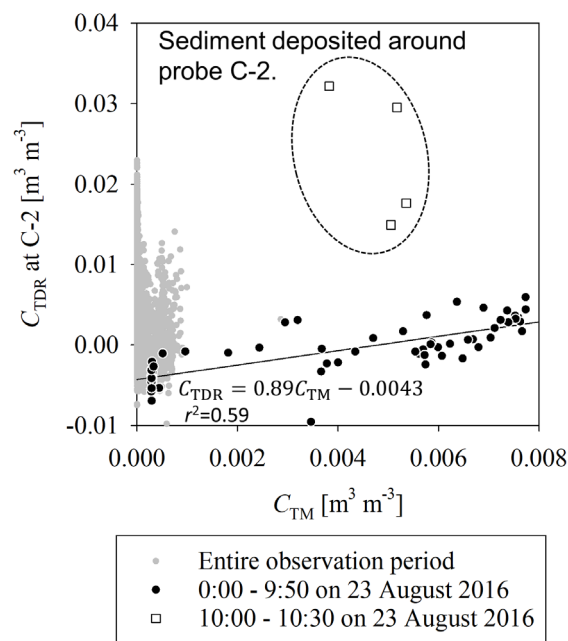 Sediment deposited around
probe C-2.
0.04
0.03
0.02
0.01
0.00
-0.01
C_TDR at C-2 [m³ m⁻³]
C_TDR = 0.89C_TM − 0.0043
r²=0.59
0.000 0.002 0.004 0.006 0.008
C_TM [m³ m⁻³]
Entire observation period
0:00 - 9:50 on 23 August 2016
10:00 - 10:30 on 23 August 2016